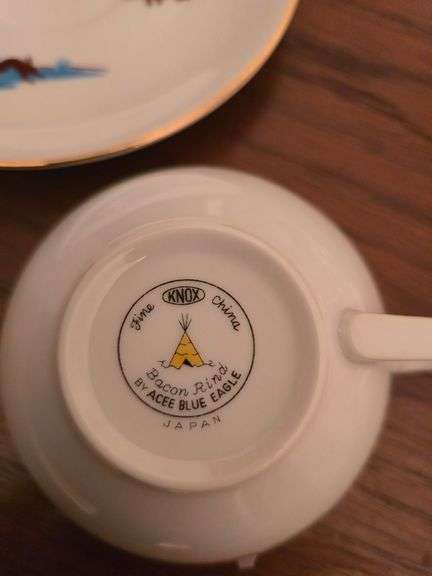 Fine KNOX China
Bacon Rind
BY ACEE BLUE EAGLE
JAPAN